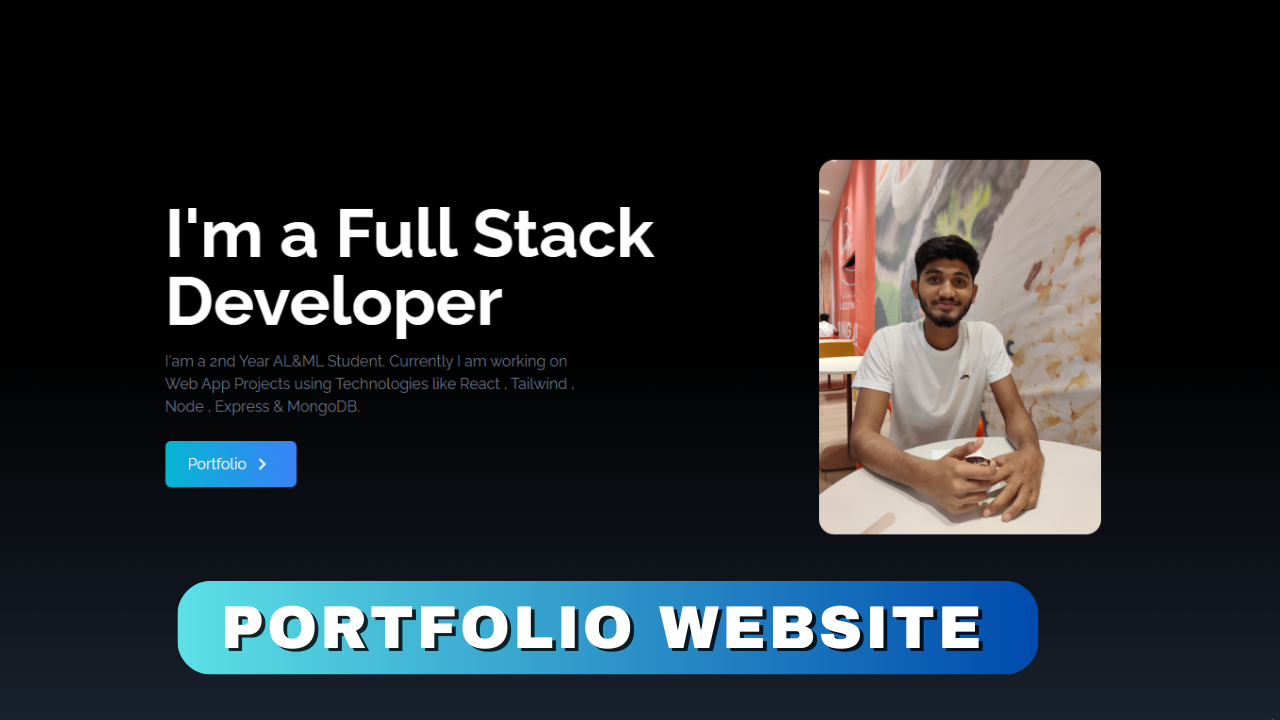 I'm a Full Stack
Developer
I'am a 2nd Year AL&ML Student. Currently I am working on
Web App Projects using Technologies like React , Tailwind ,
Node , Express & MongoDB.
Portfolio
PORTFOLIO WEBSITE